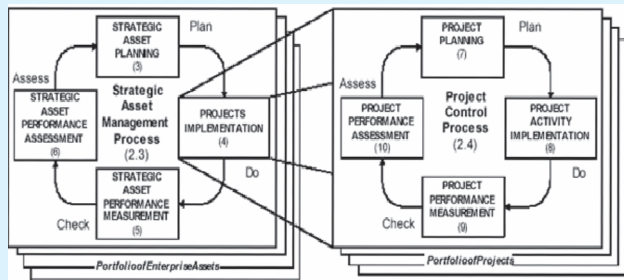 STRATEGIC
ASSET
PLANNING
(3)
Plan
Assess
STRATEGIC
ASSET
PERFORMANCE
ASSESSMENT
(6)
Strategic
Asset
Management
Process
(2.3)
PROJECTS
IMPLEMENTATION
(4)
Do
STRATEGIC
ASSET
PERFORMANCE
MEASUREMENT
(5)
Check
PortfolioofEnterpriseAssets
PROJECT
PLANNING
(7)
Plan
Assess
PROJECT
PERFORMANCE
ASSESSMENT
(10)
Project
Control
Process
(2.4)
PROJECT
ACTIVITY
IMPLEMENTATION
(8)
Do
PROJECT
PERFORMANCE
MEASUREMENT
(9)
Check
PortfolioofProjects